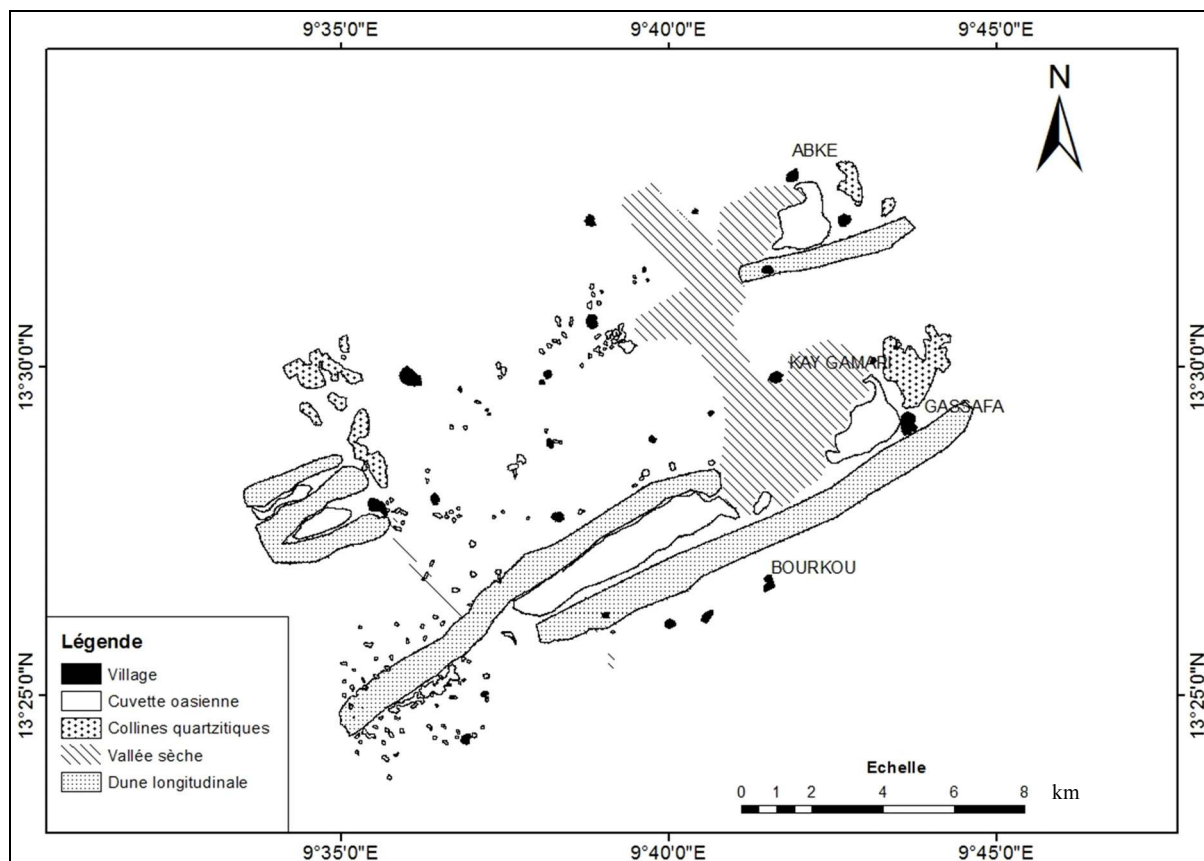 9°35'0"E 9°40'0"E 9°45'0"E
N
ABKE
13°30'0"N 13°30'0"N
KAY GAMARI
GASSAFA
BOURKOU
13°25'0"N 13°25'0"N
Légende
Village
Cuvette oasienne
Collines quartzitiques
Vallée sèche
Dune longitudinale
Echelle
0 1 2 4 6 8 km
9°35'0"E 9°40'0"E 9°45'0"E